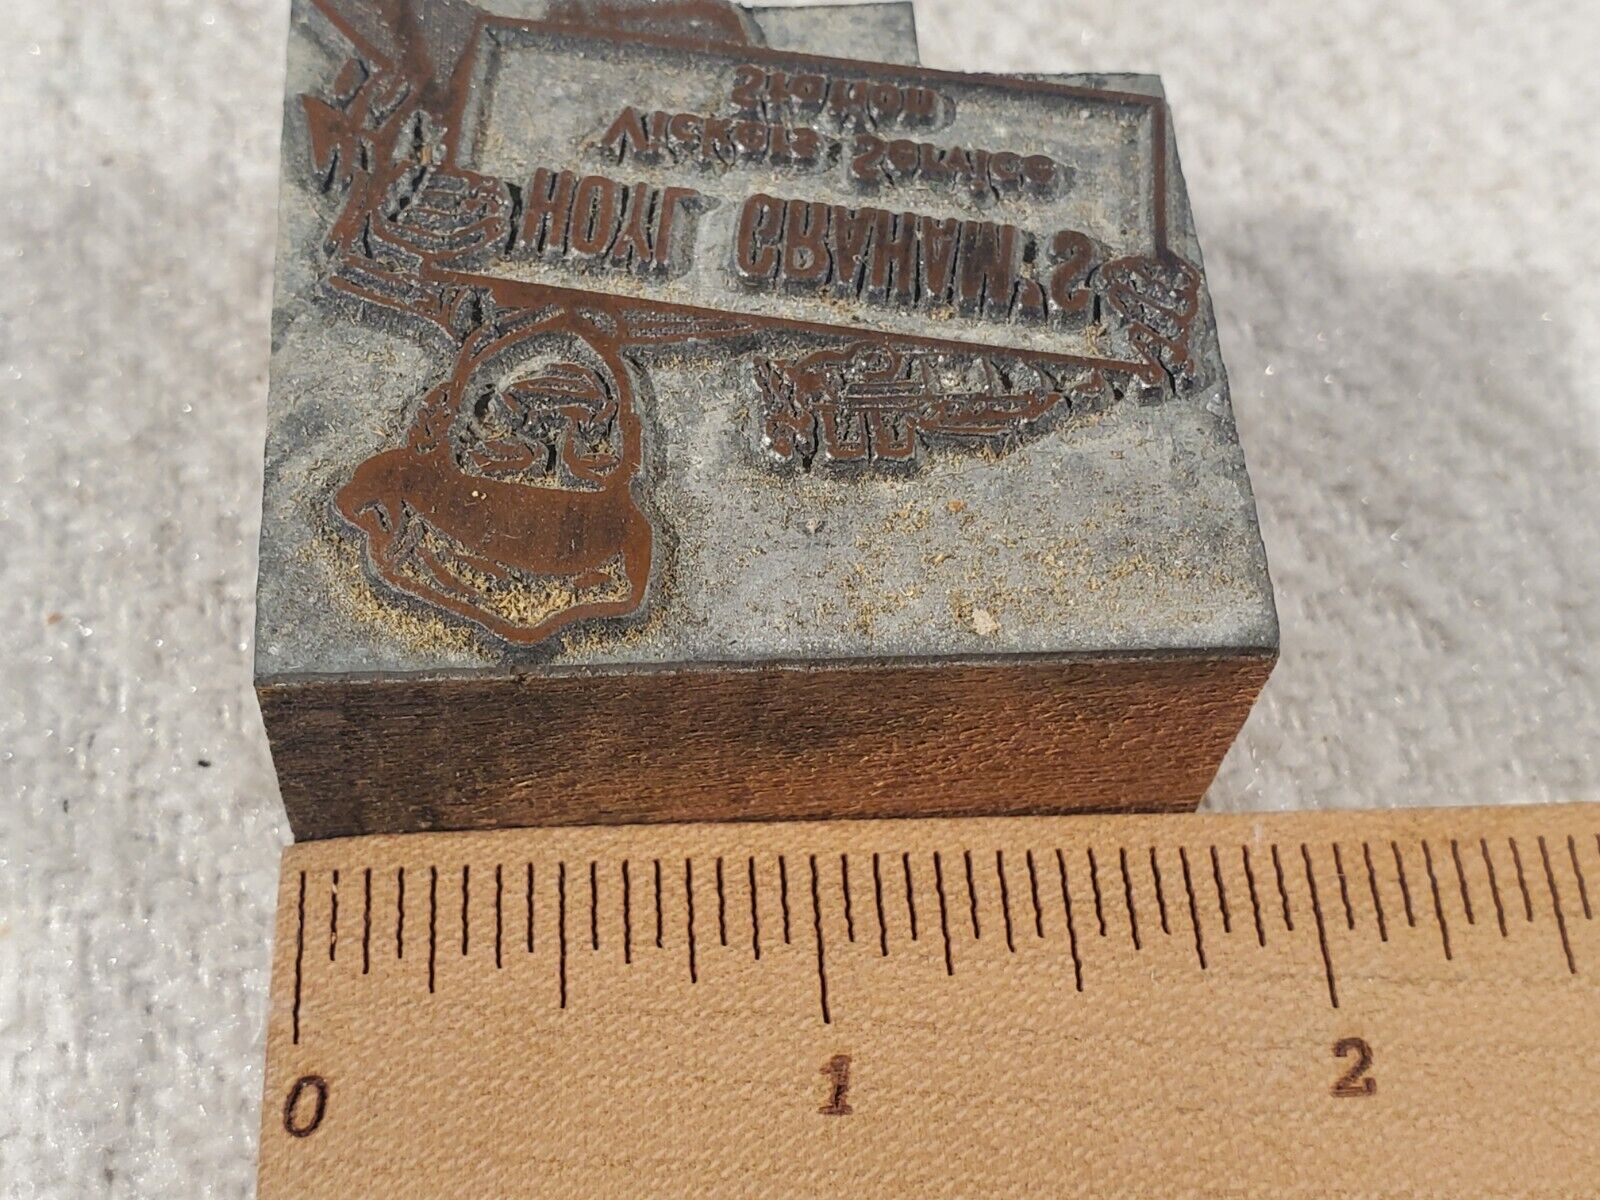 HOYL GRAHAM'S
Vickers Service
Station
0 1 2